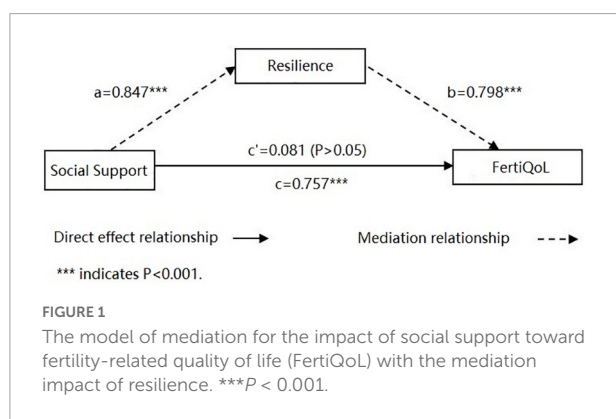 Resilience
a=0.847***
b=0.798***
c'=0.081 (P>0.05)
Social Support
FertiQoL
c=0.757***
Direct effect relationship
Mediation relationship
*** indicates P<0.001.
FIGURE 1
The model of mediation for the impact of social support toward
fertility-related quality of life (FertiQoL) with the mediation
impact of resilience. ***P < 0.001.